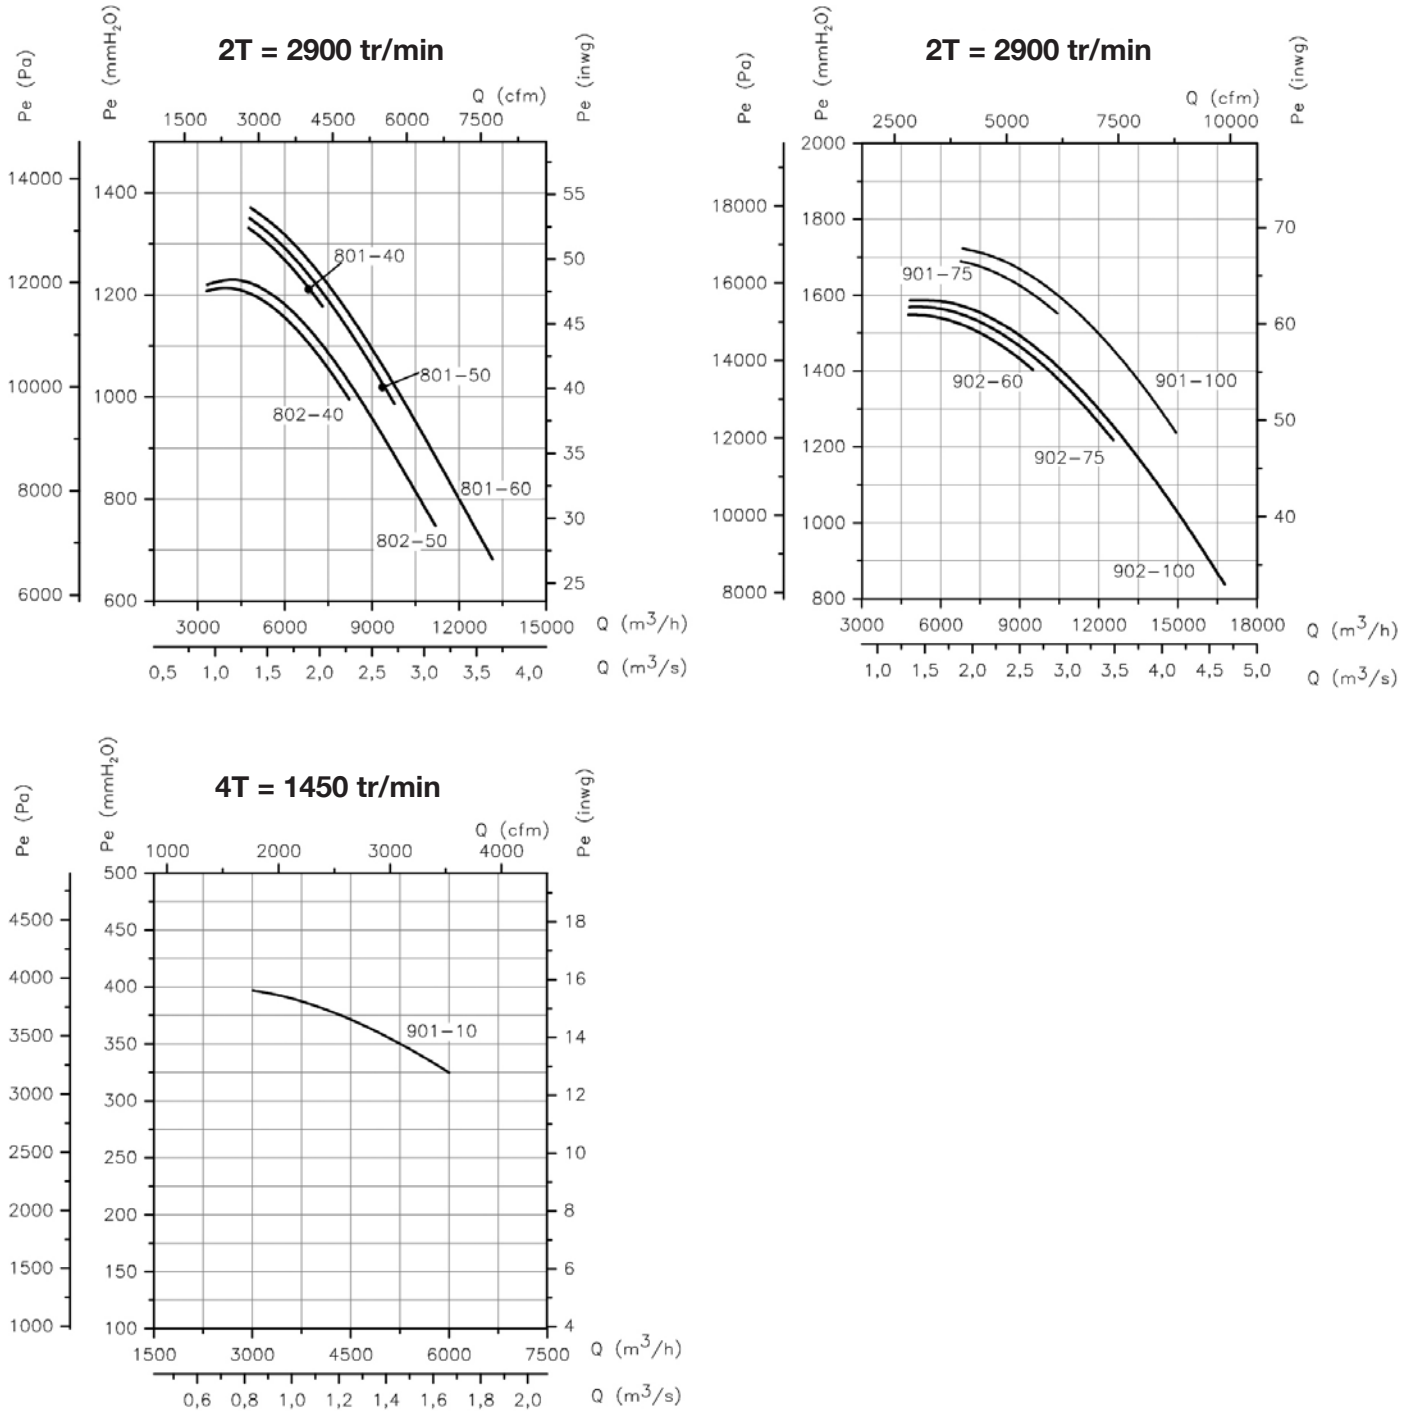 2T = 2900 tr/min
Pe (Pa)
Pe (mmH₂O)
Pe (inwg)
Q (cfm)
1500 3000 4500 6000 7500
14000
12000
10000
8000
6000
1400
1200
1000
800
600
55
50
45
40
35
30
25
801-40
801-50
802-40
801-60
802-50
3000 6000 9000 12000 15000 Q (m³/h)
0,5 1,0 1,5 2,0 2,5 3,0 3,5 4,0 Q (m³/s)
2T = 2900 tr/min
Pe (Pa)
Pe (mmH₂O)
Pe (inwg)
Q (cfm)
2500 5000 7500 10000
18000
16000
14000
12000
10000
8000
2000
1800
1600
1400
1200
1000
800
70
60
50
40
901-75
902-60
901-100
902-75
902-100
3000 6000 9000 12000 15000 18000 Q (m³/h)
1,0 1,5 2,0 2,5 3,0 3,5 4,0 4,5 5,0 Q (m³/s)
4T = 1450 tr/min
Pe (Pa)
Pe (mmH₂O)
Pe (inwg)
Q (cfm)
1000 2000 3000 4000
4500
4000
3500
3000
2500
2000
1500
1000
500
450
400
350
300
250
200
150
100
18
16
14
12
10
8
6
4
901-10
1500 3000 4500 6000 7500 Q (m³/h)
0,6 0,8 1,0 1,2 1,4 1,6 1,8 2,0 Q (m³/s)